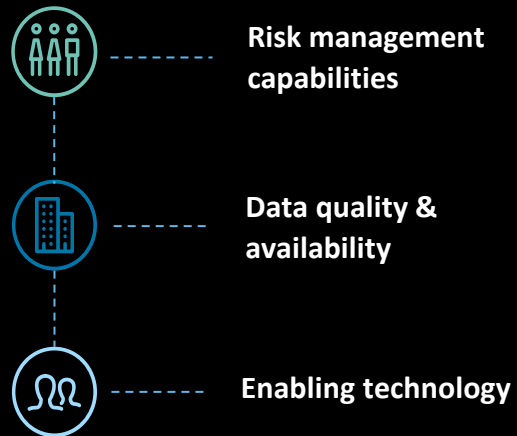 Risk management
capabilities
Data quality &
availability
Enabling technology